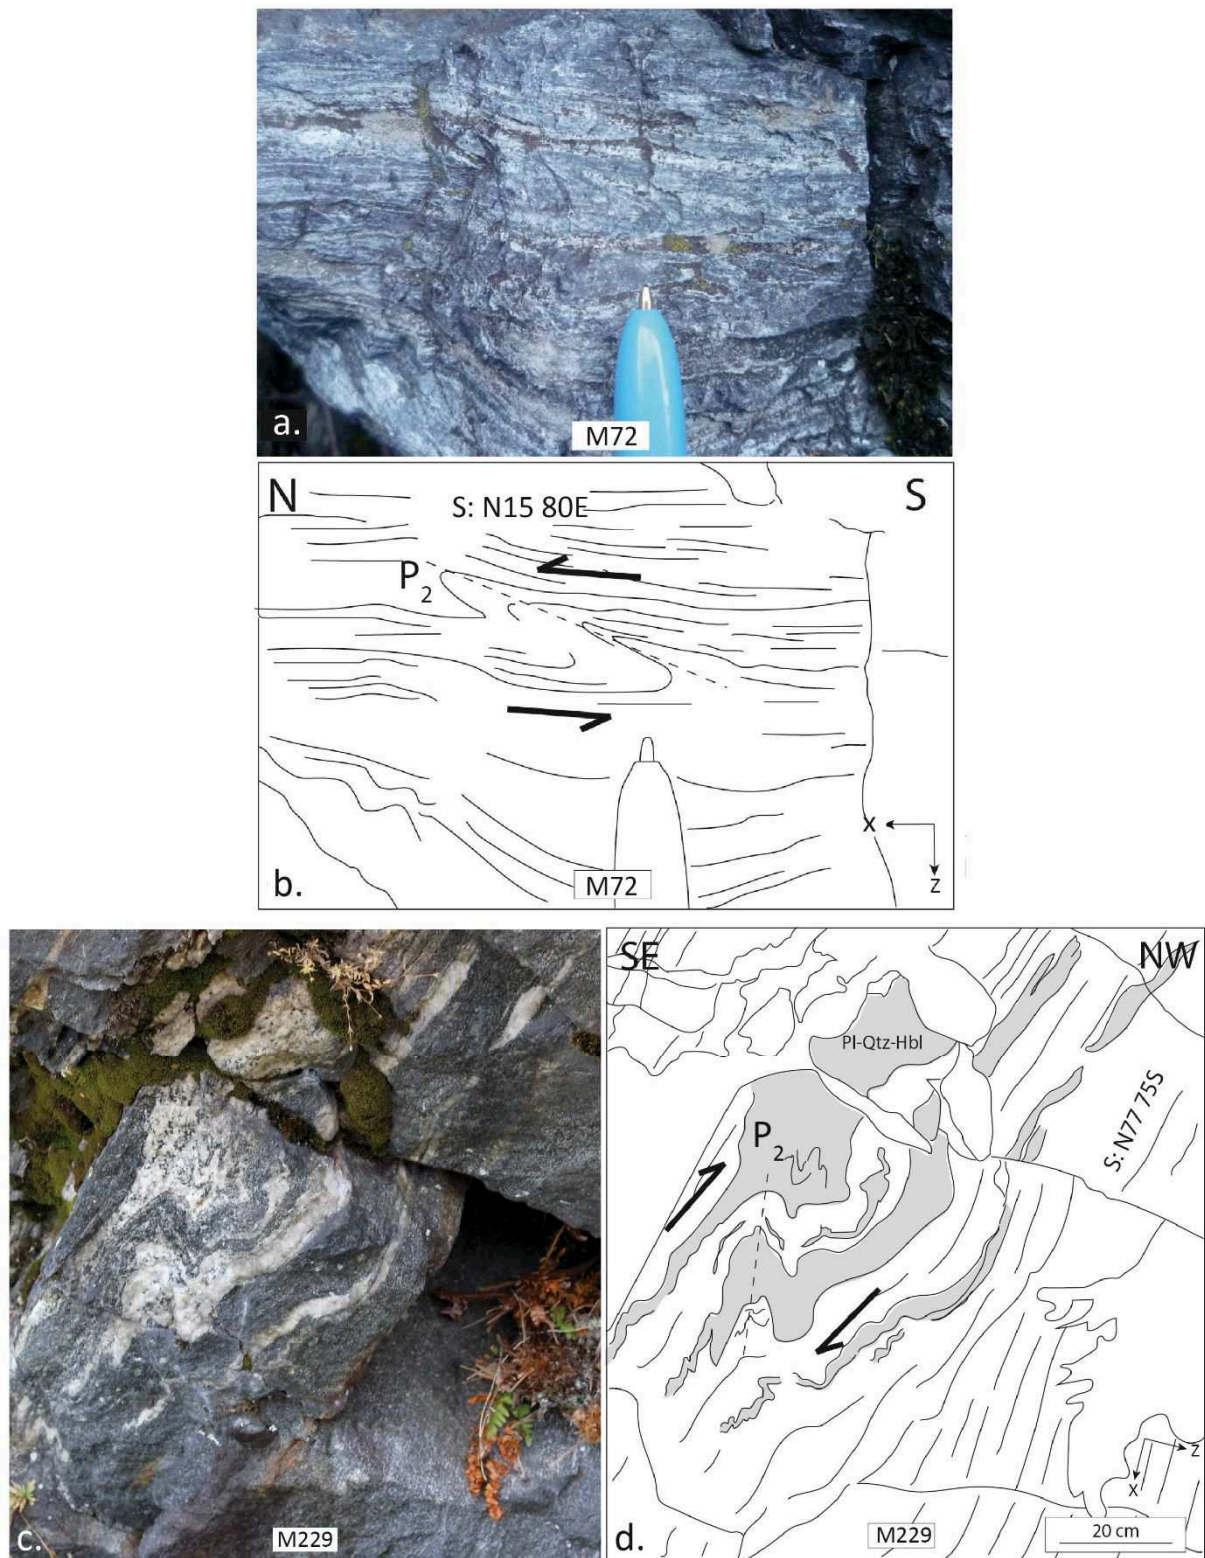 a.
M72
N
S
S: N15 80E
P2
X
Z
b.
M72
c.
M229
SE
NW
Pl-Qtz-Hbl
P2
S: N77 75S
Z
X
d.
M229
20 cm